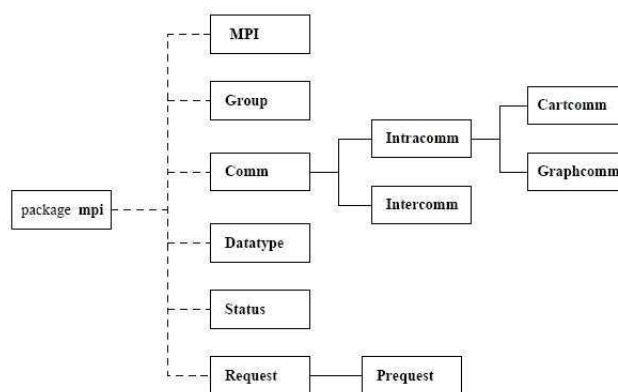 MPI
Group
Cartcomm
Intracomm
Comm
Graphcomm
Intercomm
package mpi
Datatype
Status
Request
Prequest